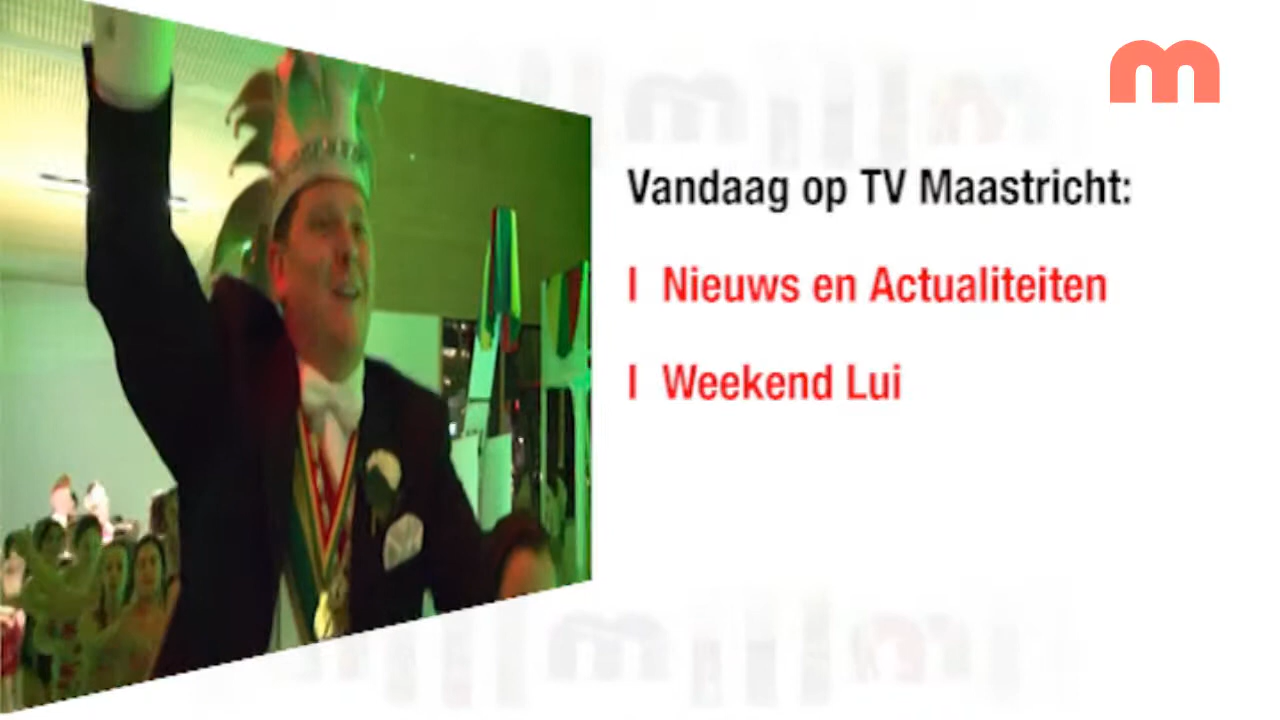 m
Vandaag op TV Maastricht:
I Nieuws en Actualiteiten
I Weekend Lui